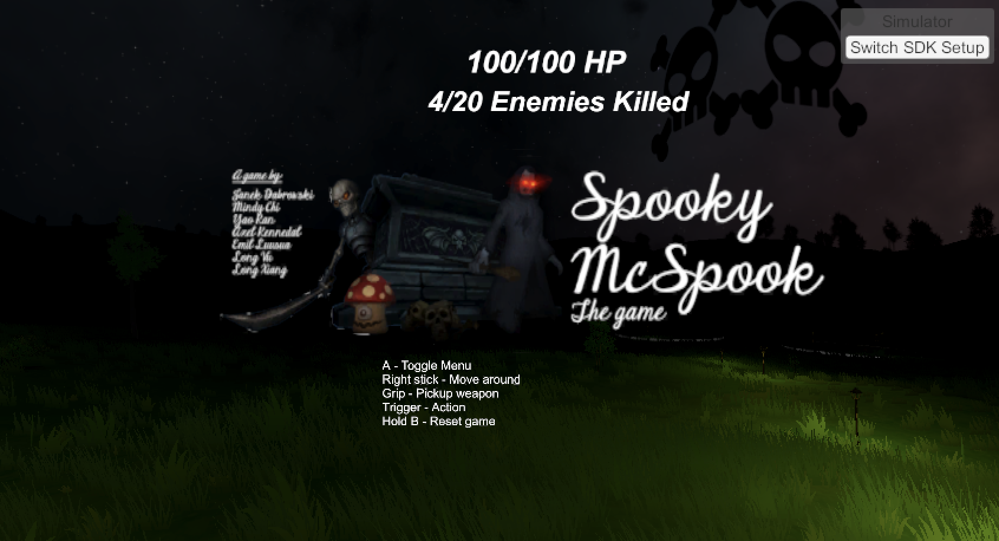 Simulator
Switch SDK Setup
100/100 HP
4/20 Enemies Killed
A game by:
Janek Dabrowski
Mindy Chi
Yao Ran
Axel Kennedal
Emil Luusua
Long Vu
Long Xiang
Spooky
McSpook
The game
A - Toggle Menu
Right stick - Move around
Grip - Pickup weapon
Trigger - Action
Hold B - Reset game